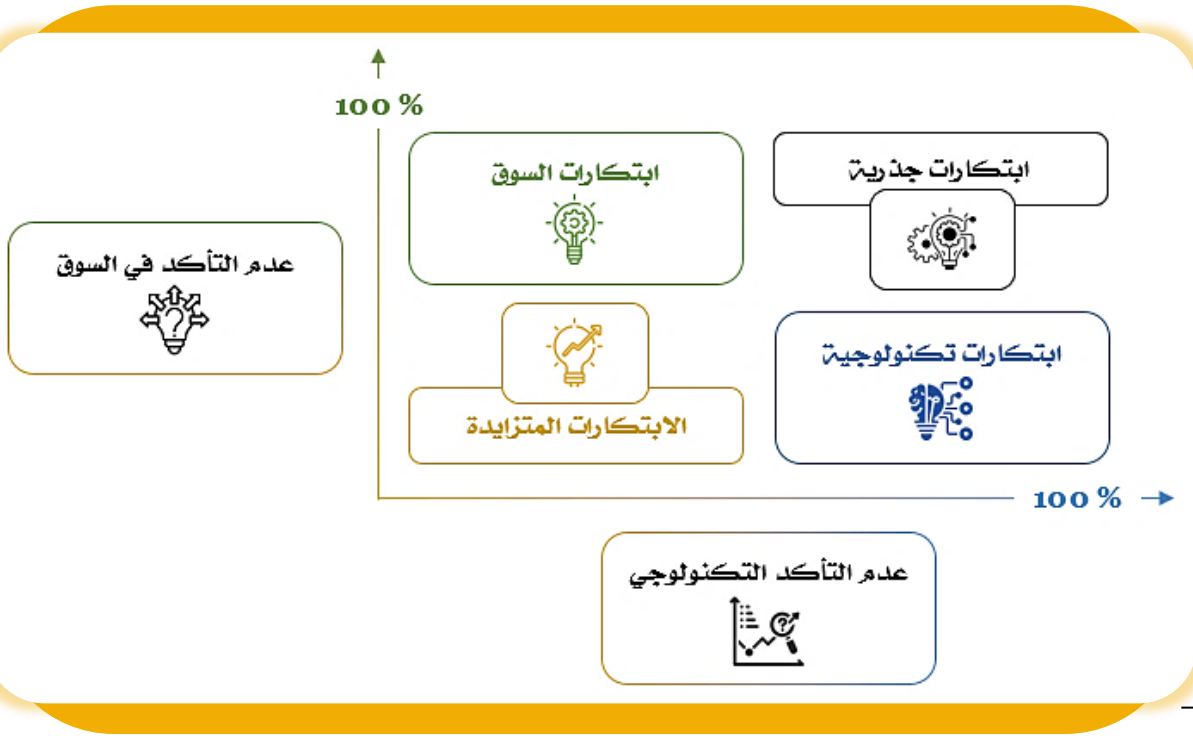 100 %
ابتكارات جذرية
ابتكارات السوق
عدم التأكد في السوق
ابتكارات تكنولوجية
الابتكارات المتزايدة
100 %
عدم التأكد التكنولوجي